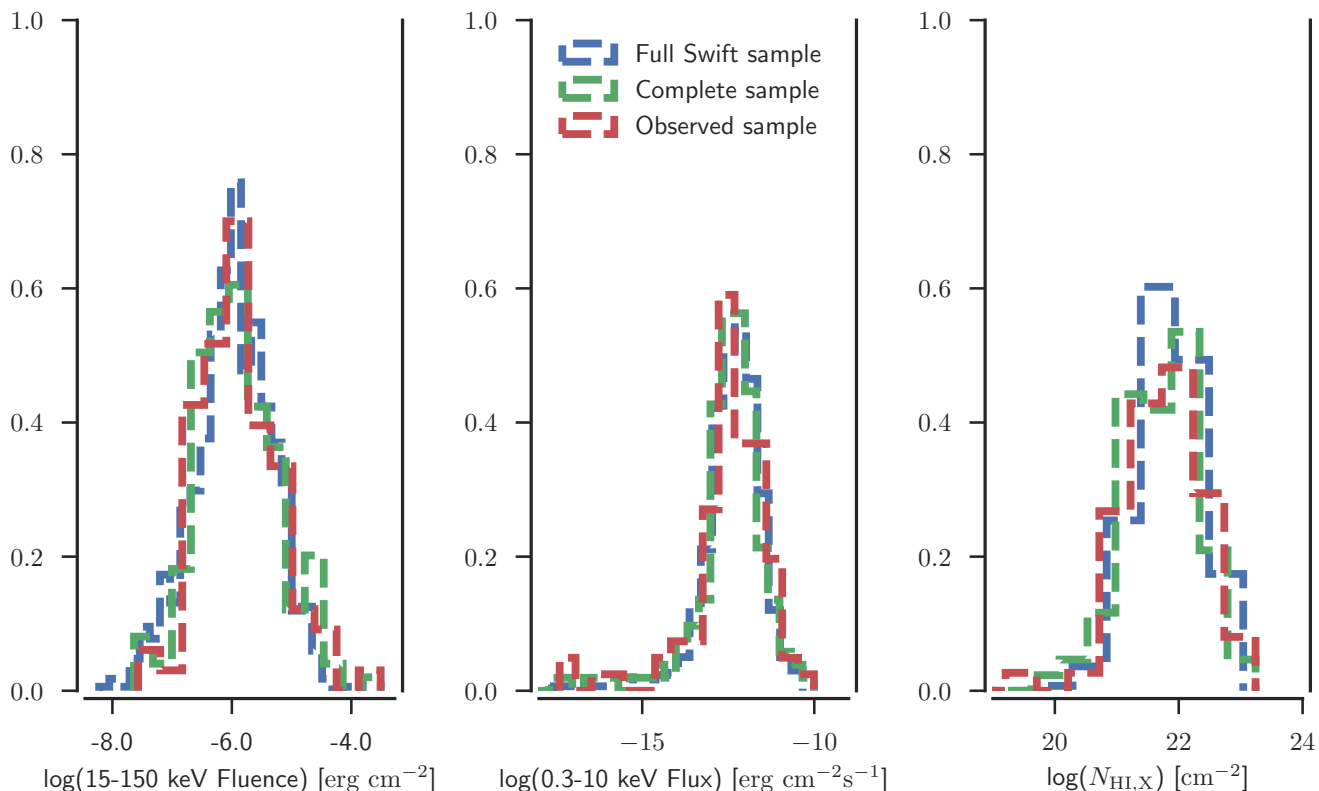 1.0
0.8
0.6
0.4
0.2
0.0
-8.0 -6.0 -4.0
log(15-150 keV Fluence) [erg cm⁻²]
1.0
0.8
0.6
0.4
0.2
0.0
Full Swift sample
Complete sample
Observed sample
−15 −10
log(0.3-10 keV Flux) [erg cm⁻²s⁻¹]
1.0
0.8
0.6
0.4
0.2
0.0
20 22 24
log(N_HI,X) [cm⁻²]